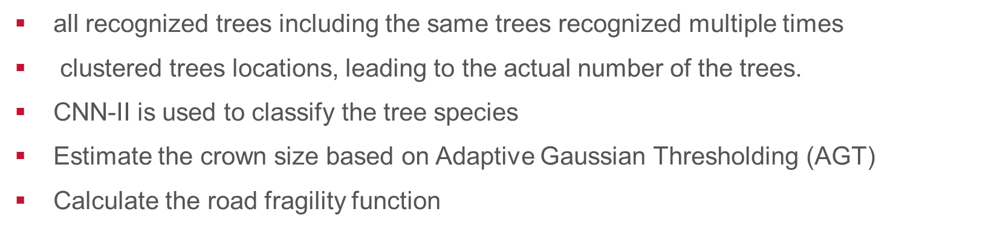 ▪ all recognized trees including the same trees recognized multiple times
▪ clustered trees locations, leading to the actual number of the trees.
▪ CNN-II is used to classify the tree species
▪ Estimate the crown size based on Adaptive Gaussian Thresholding (AGT)
▪ Calculate the road fragility function